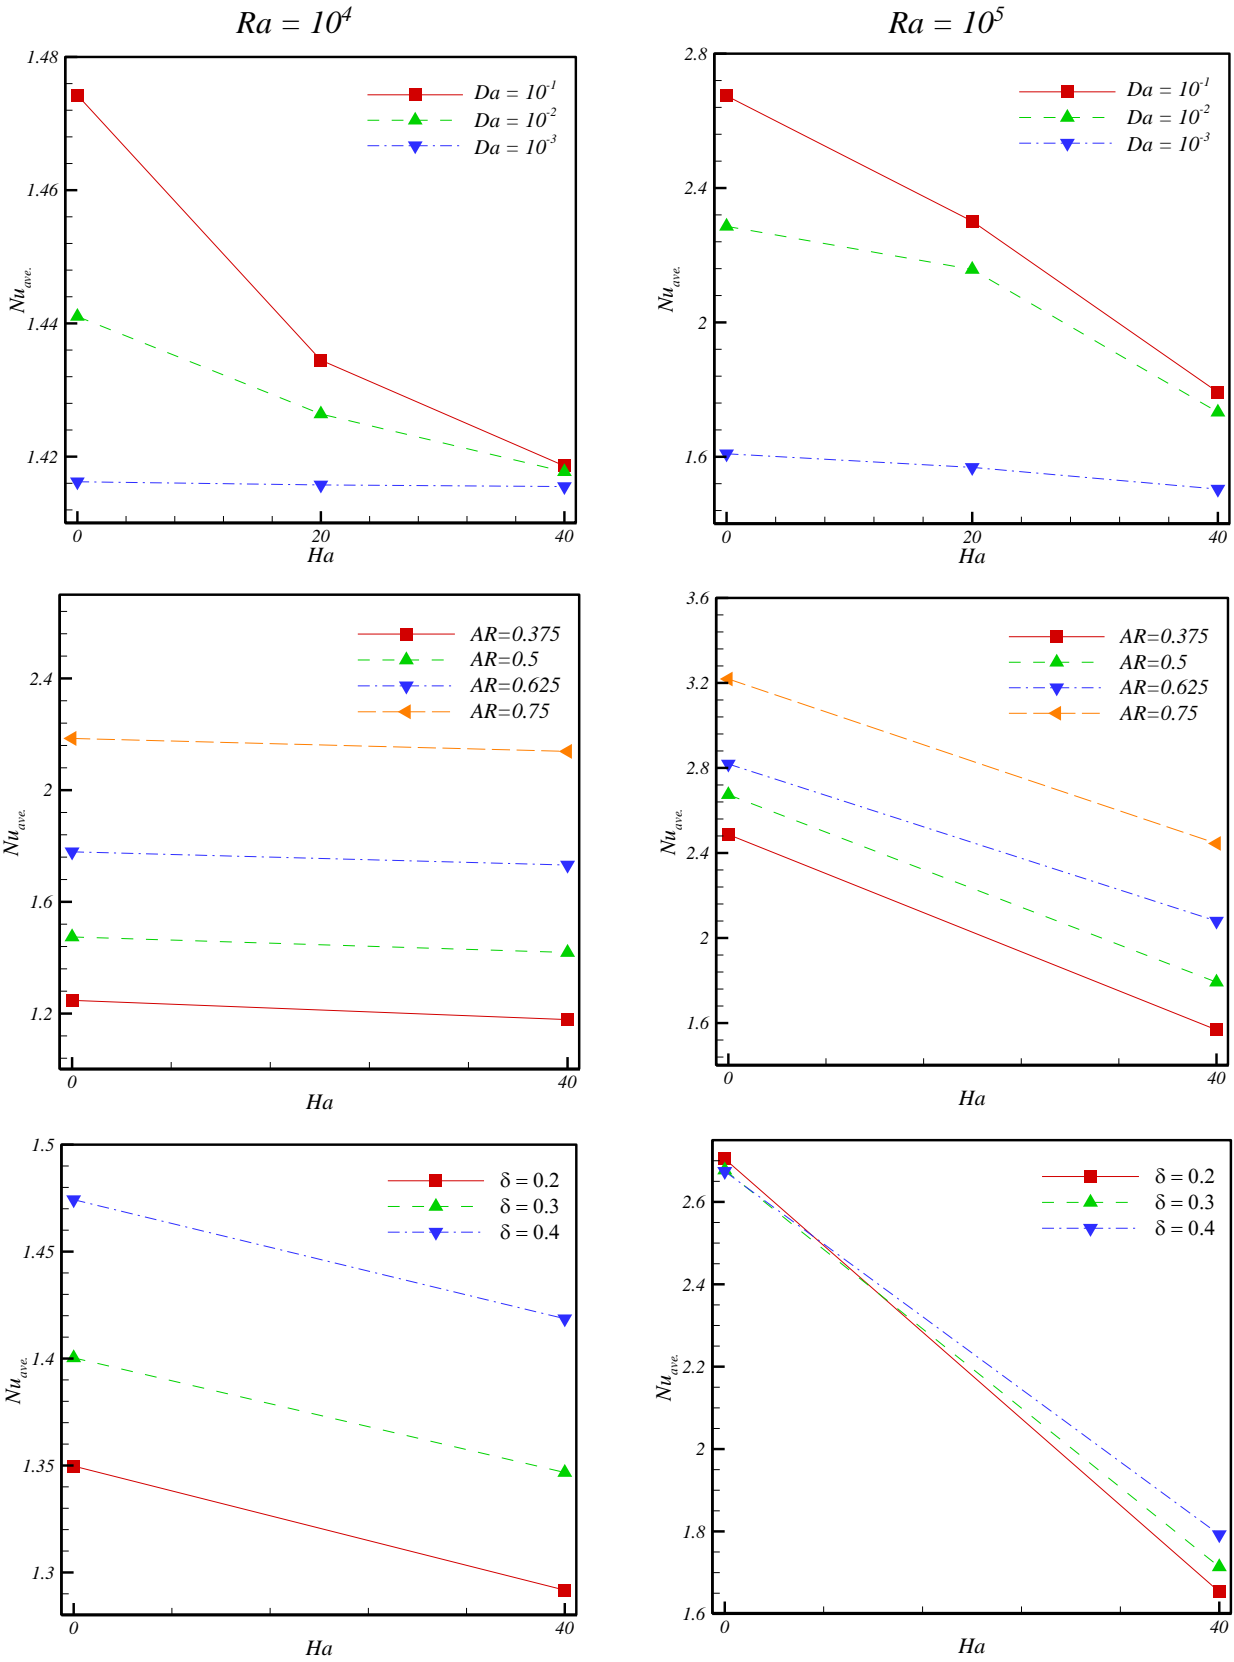 Ra = 10⁴
Ra = 10⁵
1.48
1.46
1.44
1.42
Nu_ave.
Da = 10⁻¹
Da = 10⁻²
Da = 10⁻³
0 20 40
Ha
2.8
2.4
2
1.6
Nu_ave.
Da = 10⁻¹
Da = 10⁻²
Da = 10⁻³
0 20 40
Ha
2.4
2
1.6
1.2
Nu_ave.
AR=0.375
AR=0.5
AR=0.625
AR=0.75
0 40
Ha
3.6
3.2
2.8
2.4
2
1.6
Nu_ave.
AR=0.375
AR=0.5
AR=0.625
AR=0.75
0 40
Ha
1.5
1.45
1.4
1.35
1.3
Nu_ave.
δ = 0.2
δ = 0.3
δ = 0.4
0 40
Ha
2.6
2.4
2.2
2
1.8
1.6
Nu_ave.
δ = 0.2
δ = 0.3
δ = 0.4
0 40
Ha